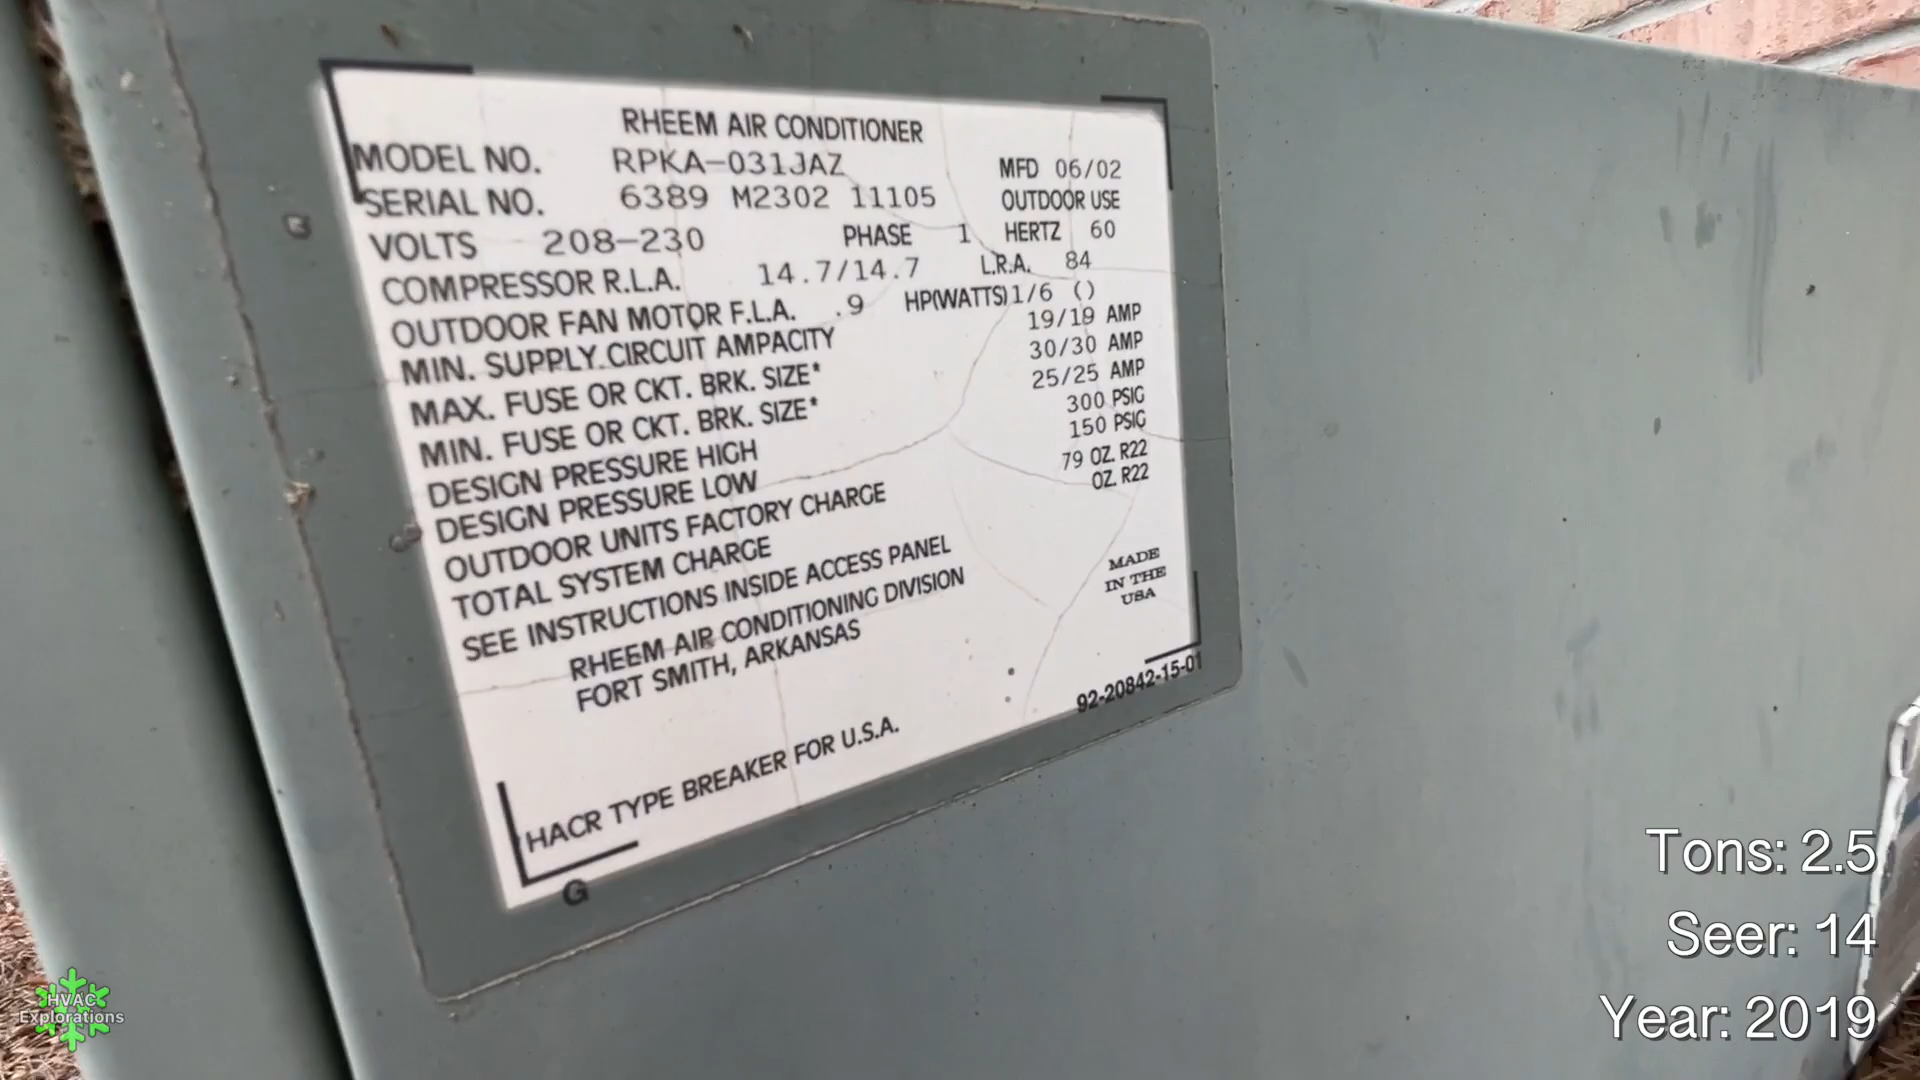 RHEEM AIR CONDITIONER
MODEL NO. RPKA-031JAZ MFD 06/02
SERIAL NO. 6389 M2302 11105 OUTDOOR USE
VOLTS 208-230 PHASE 1 HERTZ 60
COMPRESSOR R.L.A. 14.7/14.7 L.R.A. 84
OUTDOOR FAN MOTOR F.L.A. .9 HP(WATTS) 1/6 ()
MIN. SUPPLY CIRCUIT AMPACITY 19/19 AMP
MAX. FUSE OR CKT. BRK. SIZE* 30/30 AMP
MIN. FUSE OR CKT. BRK. SIZE* 25/25 AMP
DESIGN PRESSURE HIGH 300 PSIG
DESIGN PRESSURE LOW 150 PSIG
OUTDOOR UNITS FACTORY CHARGE 79 OZ. R22
TOTAL SYSTEM CHARGE OZ. R22
SEE INSTRUCTIONS INSIDE ACCESS PANEL
RHEEM AIR CONDITIONING DIVISION
FORT SMITH, ARKANSAS
MADE
IN THE
USA
92-20842-15-01
HACR TYPE BREAKER FOR U.S.A.
G
Tons: 2.5
Seer: 14
Year: 2019
HVAC
Explorations